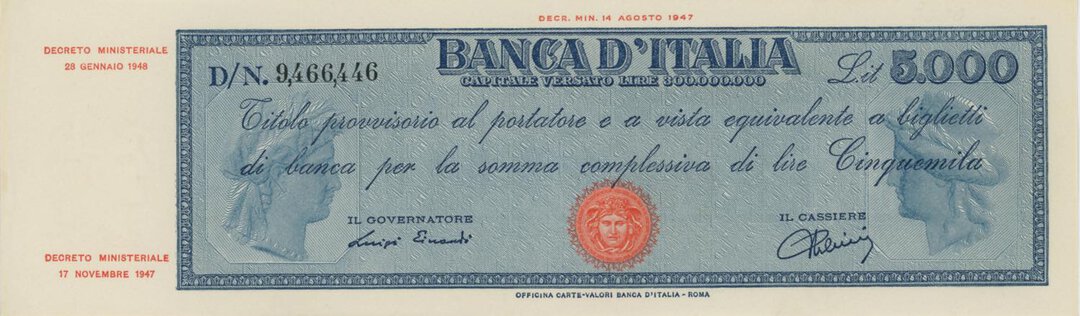 DECR. MIN. 14 AGOSTO 1947
DECRETO MINISTERIALE
28 GENNAIO 1948
D/N. 9,466,446
BANCA D'ITALIA
CAPITALE VERSATO LIRE 300.000.000
Lit 5.000
Titolo provvisorio al portatore e a vista equivalente a biglietti
di banca per la somma complessiva di lire Cinquemila
IL GOVERNATORE
Luigi Einaudi
IL CASSIERE
DECRETO MINISTERIALE
17 NOVEMBRE 1947
OFFICINA CARTE-VALORI BANCA D'ITALIA - ROMA